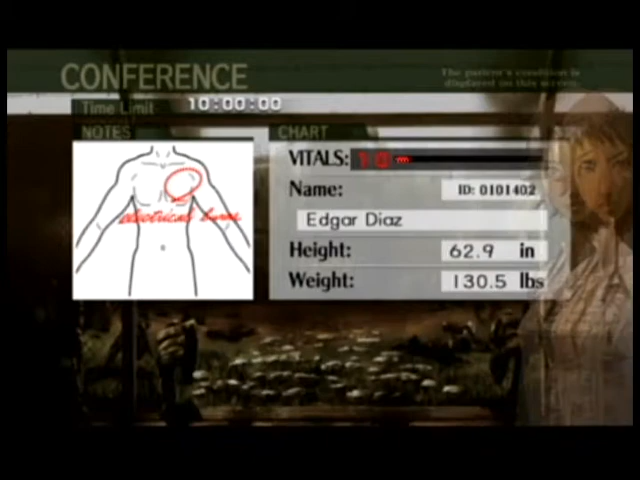 CONFERENCE
The patient's condition is
displayed on this screen.
Time Limit 10:00:00
NOTES
electrical burns
CHART
VITALS: 10
Name: ID: 0101402
Edgar Diaz
Height: 62.9 in
Weight: 130.5 lbs